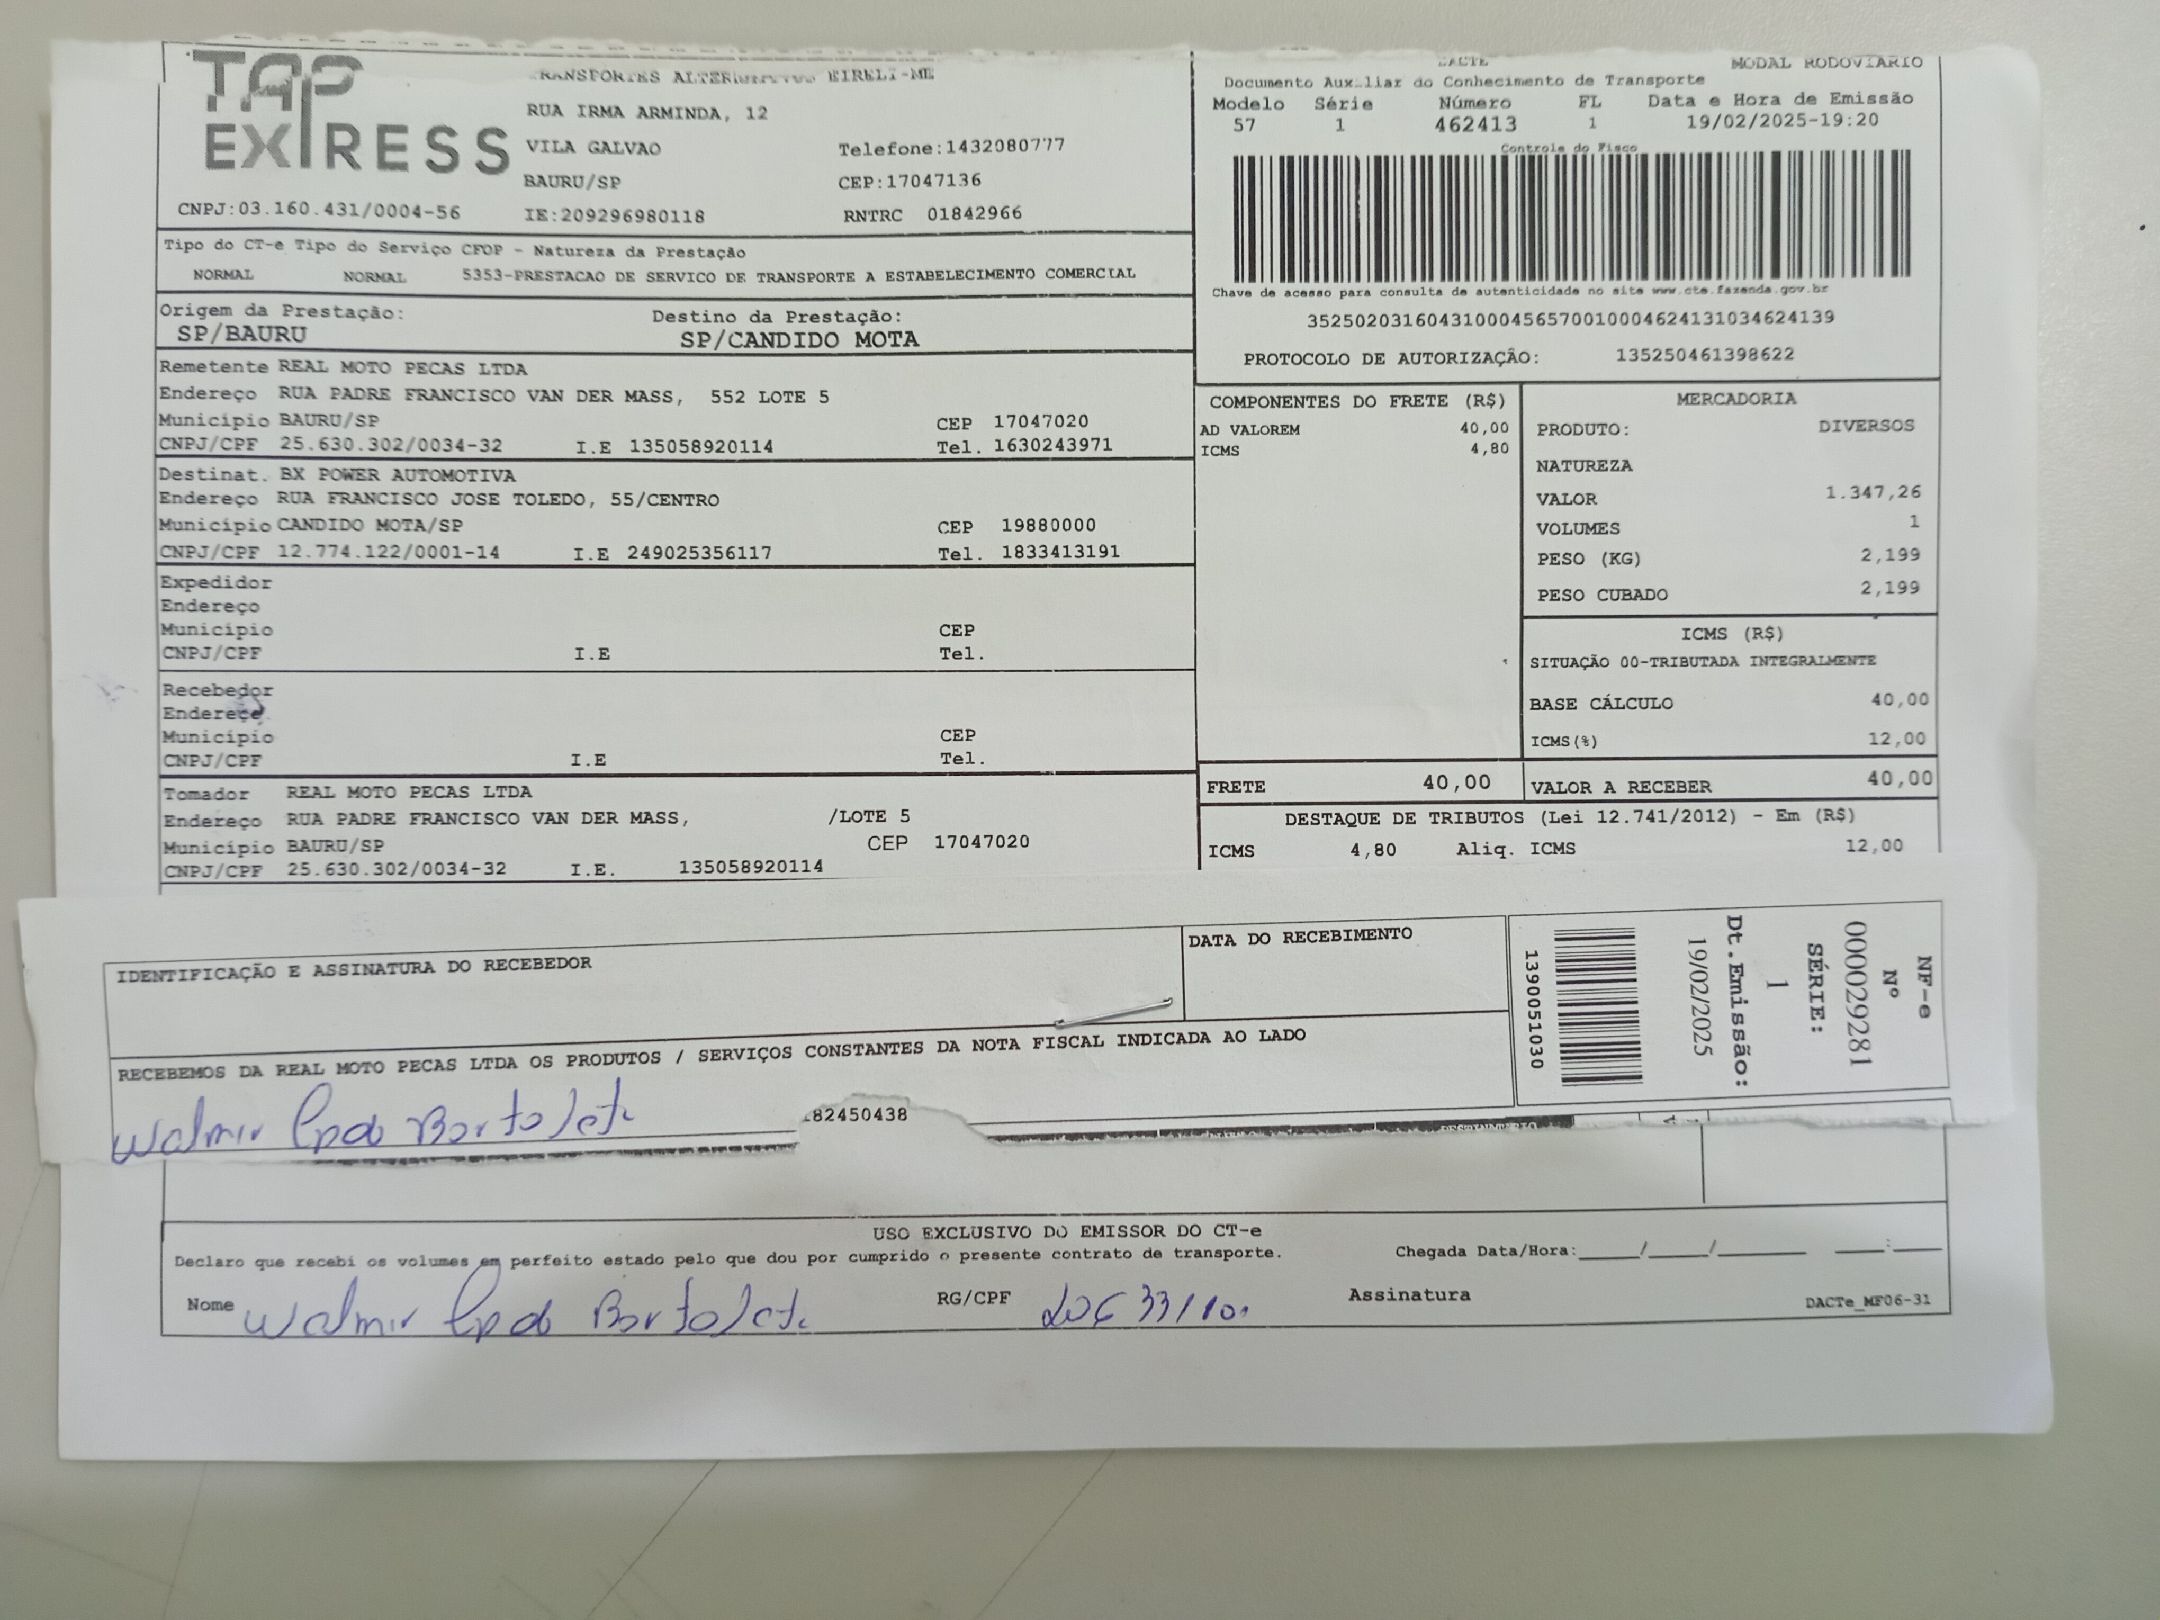 TAP EXPRESS
EIRELI-ME
RUA IRMA ARMINDA, 12
VILA GALVAO Telefone:1432080777
BAURU/SP CEP:17047136
CNPJ:03.160.431/0004-56 IE:209296980118 RNTRC 01842966
Tipo do CT-e Tipo do Serviço CFOP - Natureza da Prestação
NORMAL NORMAL 5353-PRESTACAO DE SERVICO DE TRANSPORTE A ESTABELECIMENTO COMERCIAL
Origem da Prestação: Destino da Prestação:
SP/BAURU SP/CANDIDO MOTA
Remetente REAL MOTO PECAS LTDA
Endereço RUA PADRE FRANCISCO VAN DER MASS, 552 LOTE 5
Município BAURU/SP CEP 17047020
CNPJ/CPF 25.630.302/0034-32 I.E 135058920114 Tel. 1630243971
Destinat. BX POWER AUTOMOTIVA
Endereço RUA FRANCISCO JOSE TOLEDO, 55/CENTRO
Município CANDIDO MOTA/SP CEP 19880000
CNPJ/CPF 12.774.122/0001-14 I.E 249025356117 Tel. 1833413191
Expedidor
Endereço
Município CEP
CNPJ/CPF I.E Tel.
Recebedor
Endereço
Município CEP
CNPJ/CPF I.E Tel.
Tomador REAL MOTO PECAS LTDA
Endereço RUA PADRE FRANCISCO VAN DER MASS, /LOTE 5
Município BAURU/SP CEP 17047020
CNPJ/CPF 25.630.302/0034-32 I.E. 135058920114
DACTE MODAL RODOVIARIO
Documento Auxiliar do Conhecimento de Transporte
Modelo Série Número FL Data e Hora de Emissão
57 1 462413 1 19/02/2025-19:20
Controle do Fisco
Chave de acesso para consulta de autenticidade no site www.cte.fazenda.gov.br
35250203160431000456570010004624131034624139
PROTOCOLO DE AUTORIZAÇÃO: 135250461398622
COMPONENTES DO FRETE (R$)
AD VALOREM 40,00
ICMS 4,80
MERCADORIA
PRODUTO: DIVERSOS
NATUREZA
VALOR 1.347,26
VOLUMES 1
PESO (KG) 2,199
PESO CUBADO 2,199
ICMS (R$)
SITUAÇÃO 00-TRIBUTADA INTEGRALMENTE
BASE CÁLCULO 40,00
ICMS(%) 12,00
FRETE 40,00 VALOR A RECEBER 40,00
DESTAQUE DE TRIBUTOS (Lei 12.741/2012) - Em (R$)
ICMS 4,80 Aliq. ICMS 12,00
IDENTIFICAÇÃO E ASSINATURA DO RECEBEDOR
DATA DO RECEBIMENTO
RECEBEMOS DA REAL MOTO PECAS LTDA OS PRODUTOS / SERVIÇOS CONSTANTES DA NOTA FISCAL INDICADA AO LADO
NF-e
Nº
000029281
SÉRIE:
1
Dt.Emissão:
19/02/2025
1390051030
Walmir
82450438
USO EXCLUSIVO DO EMISSOR DO CT-e
Declaro que recebi os volumes em perfeito estado pelo que dou por cumprido o presente contrato de transporte. Chegada Data/Hora:____/____/______ ___:___
Nome Walmir RG/CPF Assinatura
DACTe_MF06-31